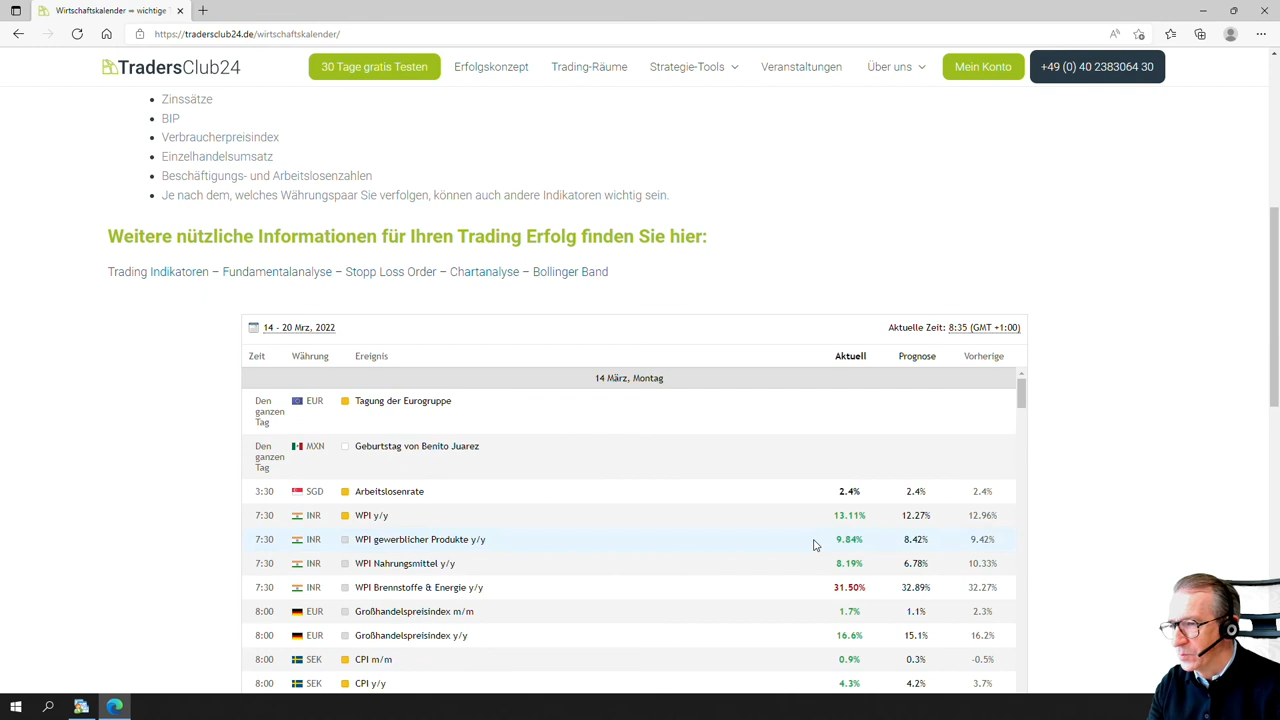 Wirtschaftskalender ⇒ wichtige T
https://tradersclub24.de/wirtschaftskalender/
TradersClub24
30 Tage gratis Testen
Erfolgskonzept
Trading-Räume
Strategie-Tools
Veranstaltungen
Über uns
Mein Konto
+49 (0) 40 2383064 30
• Zinssätze
• BIP
• Verbraucherpreisindex
• Einzelhandelsumsatz
• Beschäftigungs- und Arbeitslosenzahlen
• Je nach dem, welches Währungspaar Sie verfolgen, können auch andere Indikatoren wichtig sein.
Weitere nützliche Informationen für Ihren Trading Erfolg finden Sie hier:
Trading Indikatoren – Fundamentalanalyse – Stopp Loss Order – Chartanalyse – Bollinger Band
14 - 20 Mrz, 2022 Aktuelle Zeit: 8:35 (GMT +1:00)
Zeit Währung Ereignis Aktuell Prognose Vorherige
14 März, Montag
Den ganzen Tag EUR Tagung der Eurogruppe
Den ganzen Tag MXN Geburtstag von Benito Juarez
3:30 SGD Arbeitslosenrate 2.4% 2.4% 2.4%
7:30 INR WPI y/y 13.11% 12.27% 12.96%
7:30 INR WPI gewerblicher Produkte y/y 9.84% 8.42% 9.42%
7:30 INR WPI Nahrungsmittel y/y 8.19% 6.78% 10.33%
7:30 INR WPI Brennstoffe & Energie y/y 31.50% 32.89% 32.27%
8:00 EUR Großhandelspreisindex m/m 1.7% 1.1% 2.3%
8:00 EUR Großhandelspreisindex y/y 16.6% 15.1% 16.2%
8:00 SEK CPI m/m 0.9% 0.3% -0.5%
8:00 SEK CPI y/y 4.3% 4.2% 3.7%